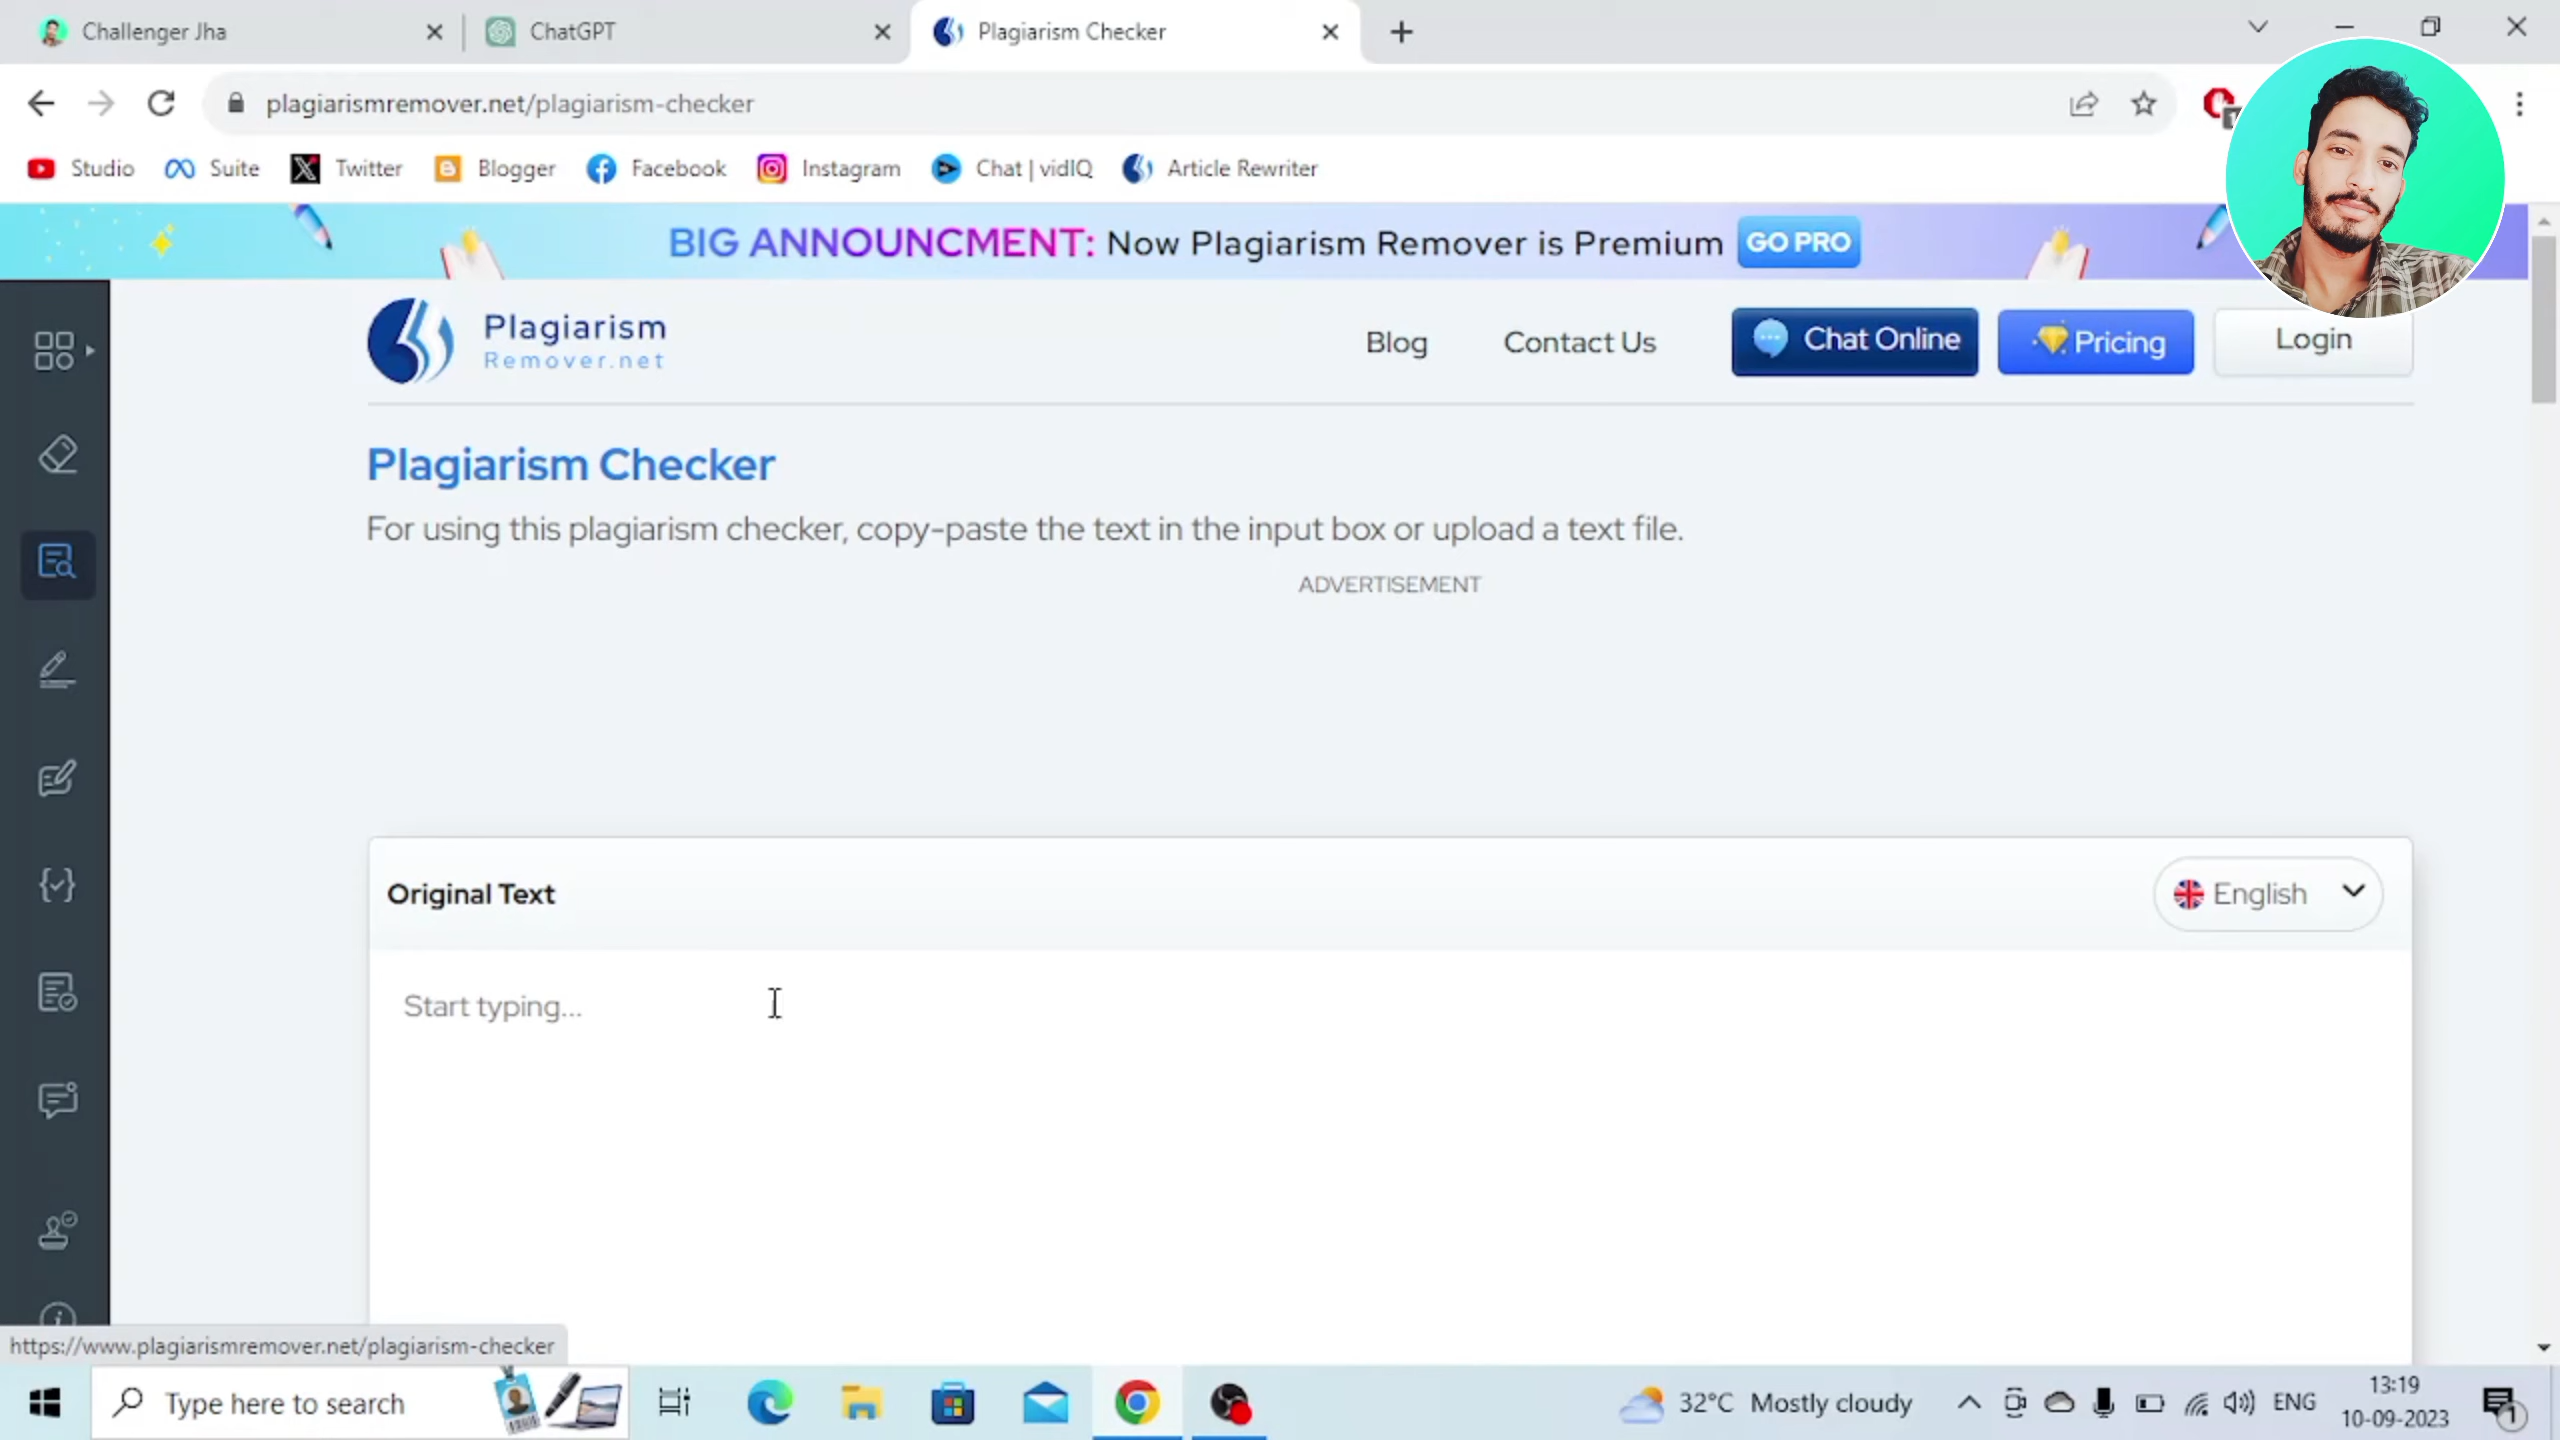 Challenger Jha
ChatGPT
Plagiarism Checker
plagiarismremover.net/plagiarism-checker
Studio
Suite
Twitter
Blogger
Facebook
Instagram
Chat | vidIQ
Article Rewriter
BIG ANNOUNCMENT: Now Plagiarism Remover is Premium
GO PRO
Plagiarism
Remover.net
Blog
Contact Us
Chat Online
Pricing
Login
Plagiarism Checker
For using this plagiarism checker, copy-paste the text in the input box or upload a text file.
ADVERTISEMENT
Original Text
English
Start typing...
https://www.plagiarismremover.net/plagiarism-checker
Type here to search
32°C Mostly cloudy
ENG
13:19
10-09-2023
1